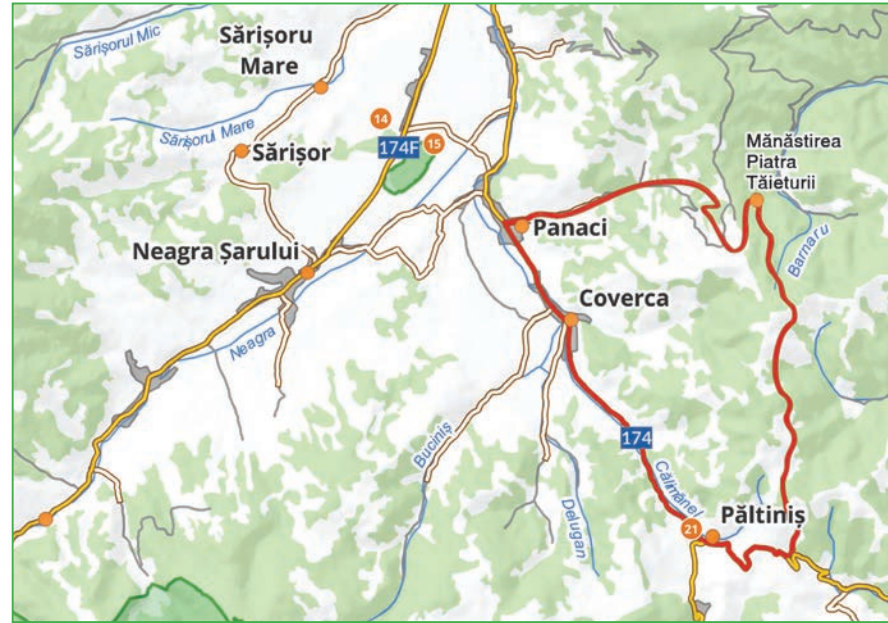 Sărișorul Mic
Sărișoru
Mare
Sărișorul Mare
14
174F
15
Sărișor
Mănăstirea
Piatra
Tăieturii
Panaci
Barnaru
Neagra Șarului
Coverca
Neagra
174
Buciniș
Călimănel
Delugan
21
Păltiniș